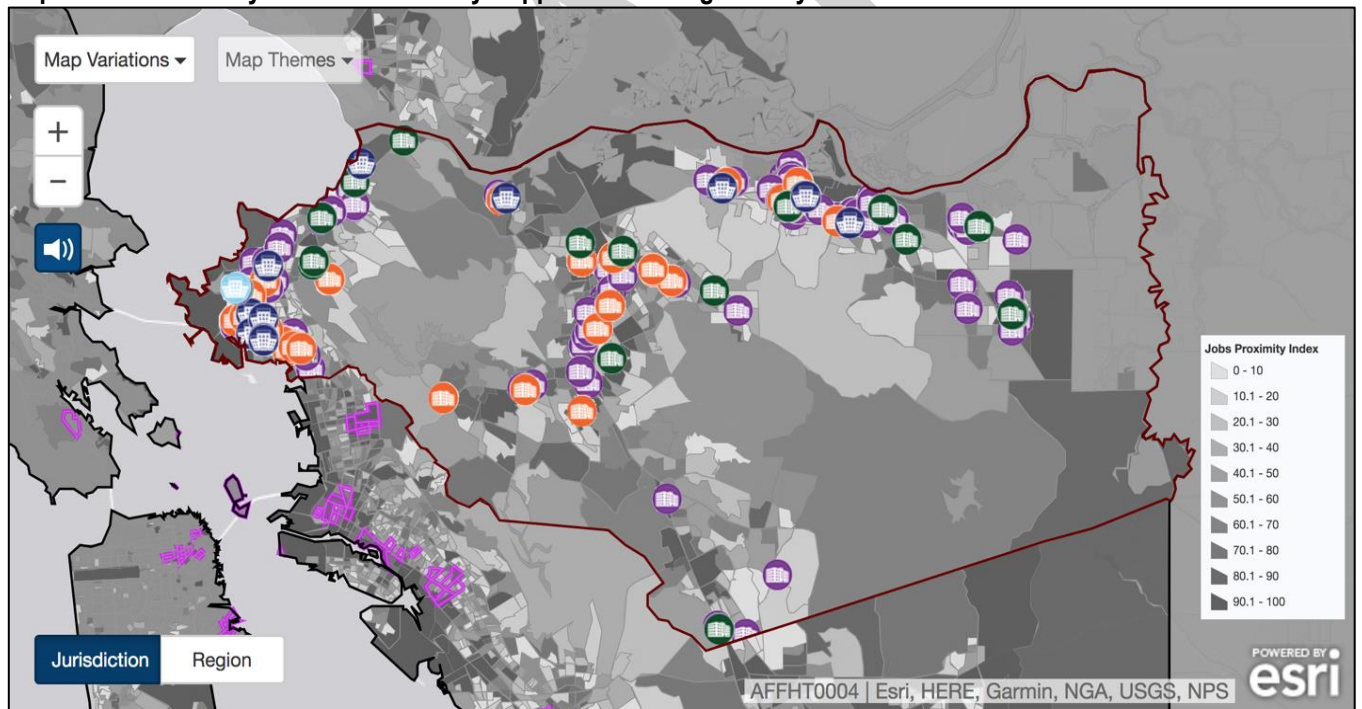 Map Variations
Map Themes
+
−
Jobs Proximity Index
0 - 10
10.1 - 20
20.1 - 30
30.1 - 40
40.1 - 50
50.1 - 60
60.1 - 70
70.1 - 80
80.1 - 90
90.1 - 100
Jurisdiction
Region
POWERED BY
esri
AFFHT0004 | Esri, HERE, Garmin, NGA, USGS, NPS